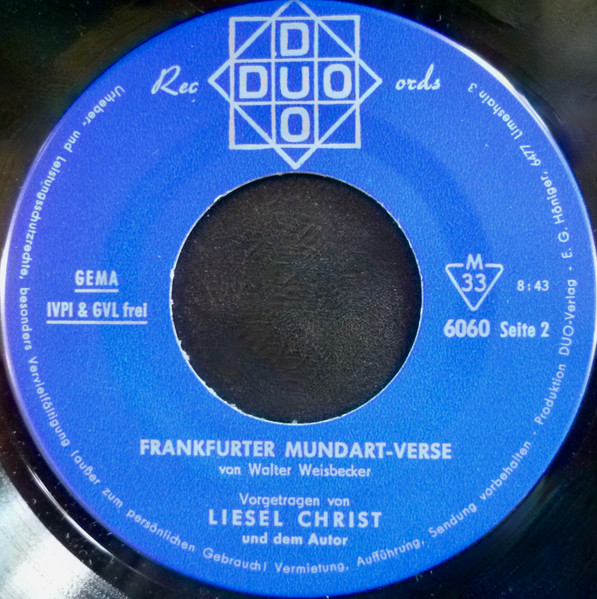 Rec ords
D
DUO
O
GEMA
IVPI & GVL frei
M
33
8:43
6060 Seite 2
FRANKFURTER MUNDART-VERSE
von Walter Weisbecker
Vorgetragen von
LIESEL CHRIST
und dem Autor
Urheber- und Leistungsschutzrechte, besonders Vervielfältigung (außer zum persönlichen Gebrauch) Vermietung, Aufführung, Sendung vorbehalten · Produktion DUO-Verlag · E. G. Höniger, 6477 Limeshain 3